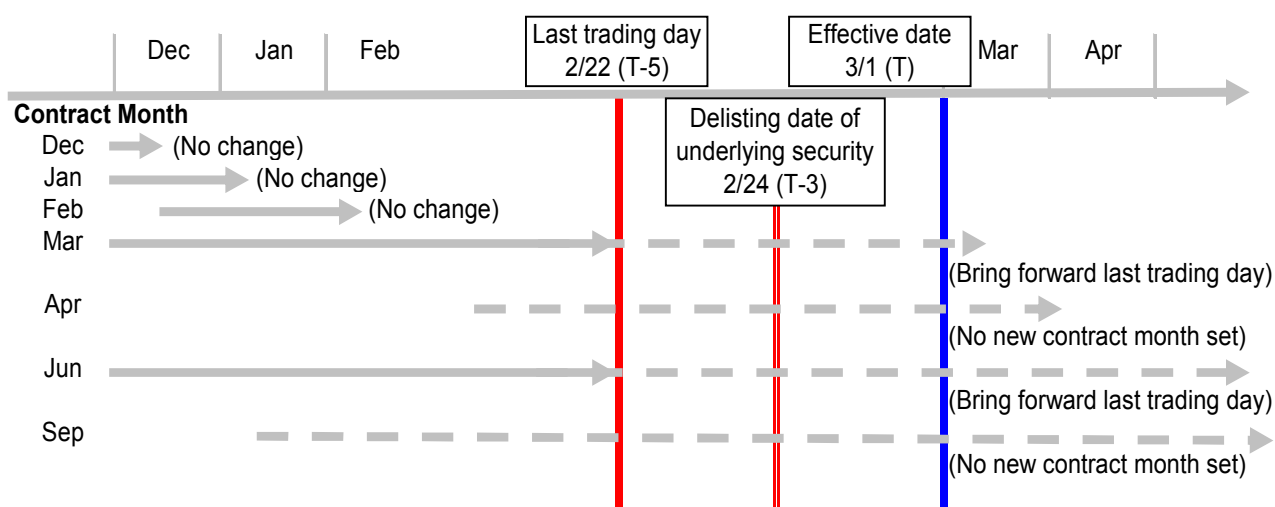 Dec
Jan
Feb
Last trading day
2/22 (T-5)
Effective date
3/1 (T)
Mar
Apr
Delisting date of
underlying security
2/24 (T-3)
Contract Month
Dec
(No change)
Jan
(No change)
Feb
(No change)
Mar
(Bring forward last trading day)
Apr
(No new contract month set)
Jun
(Bring forward last trading day)
Sep
(No new contract month set)